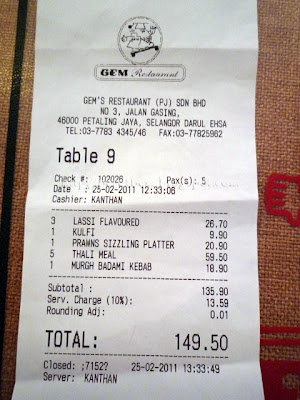 GEM Restaurant
GEM'S RESTAURANT (PJ) SDN BHD
NO 3, JALAN GASING,
46000 PETALING JAYA, SELANGOR DARUL EHSA
TEL:03-7783 4345/46 FAX:03-77825962
Table 9
Check #: 102026 Pax(s): 5
Date : 25-02-2011 12:33:08
Cashier: KANTHAN
3 LASSI FLAVOURED 26.70
1 KULFI 9.90
1 PRAWNS SIZZLING PLATTER 20.90
5 THALI MEAL 59.50
1 MURGH BADAMI KEBAB 18.90
Subtotal : 135.90
Serv. Charge (10%): 13.59
Rounding Adj: 0.01
TOTAL: 149.50
Closed: ;7152? 25-02-2011 13:33:49
Server: KANTHAN